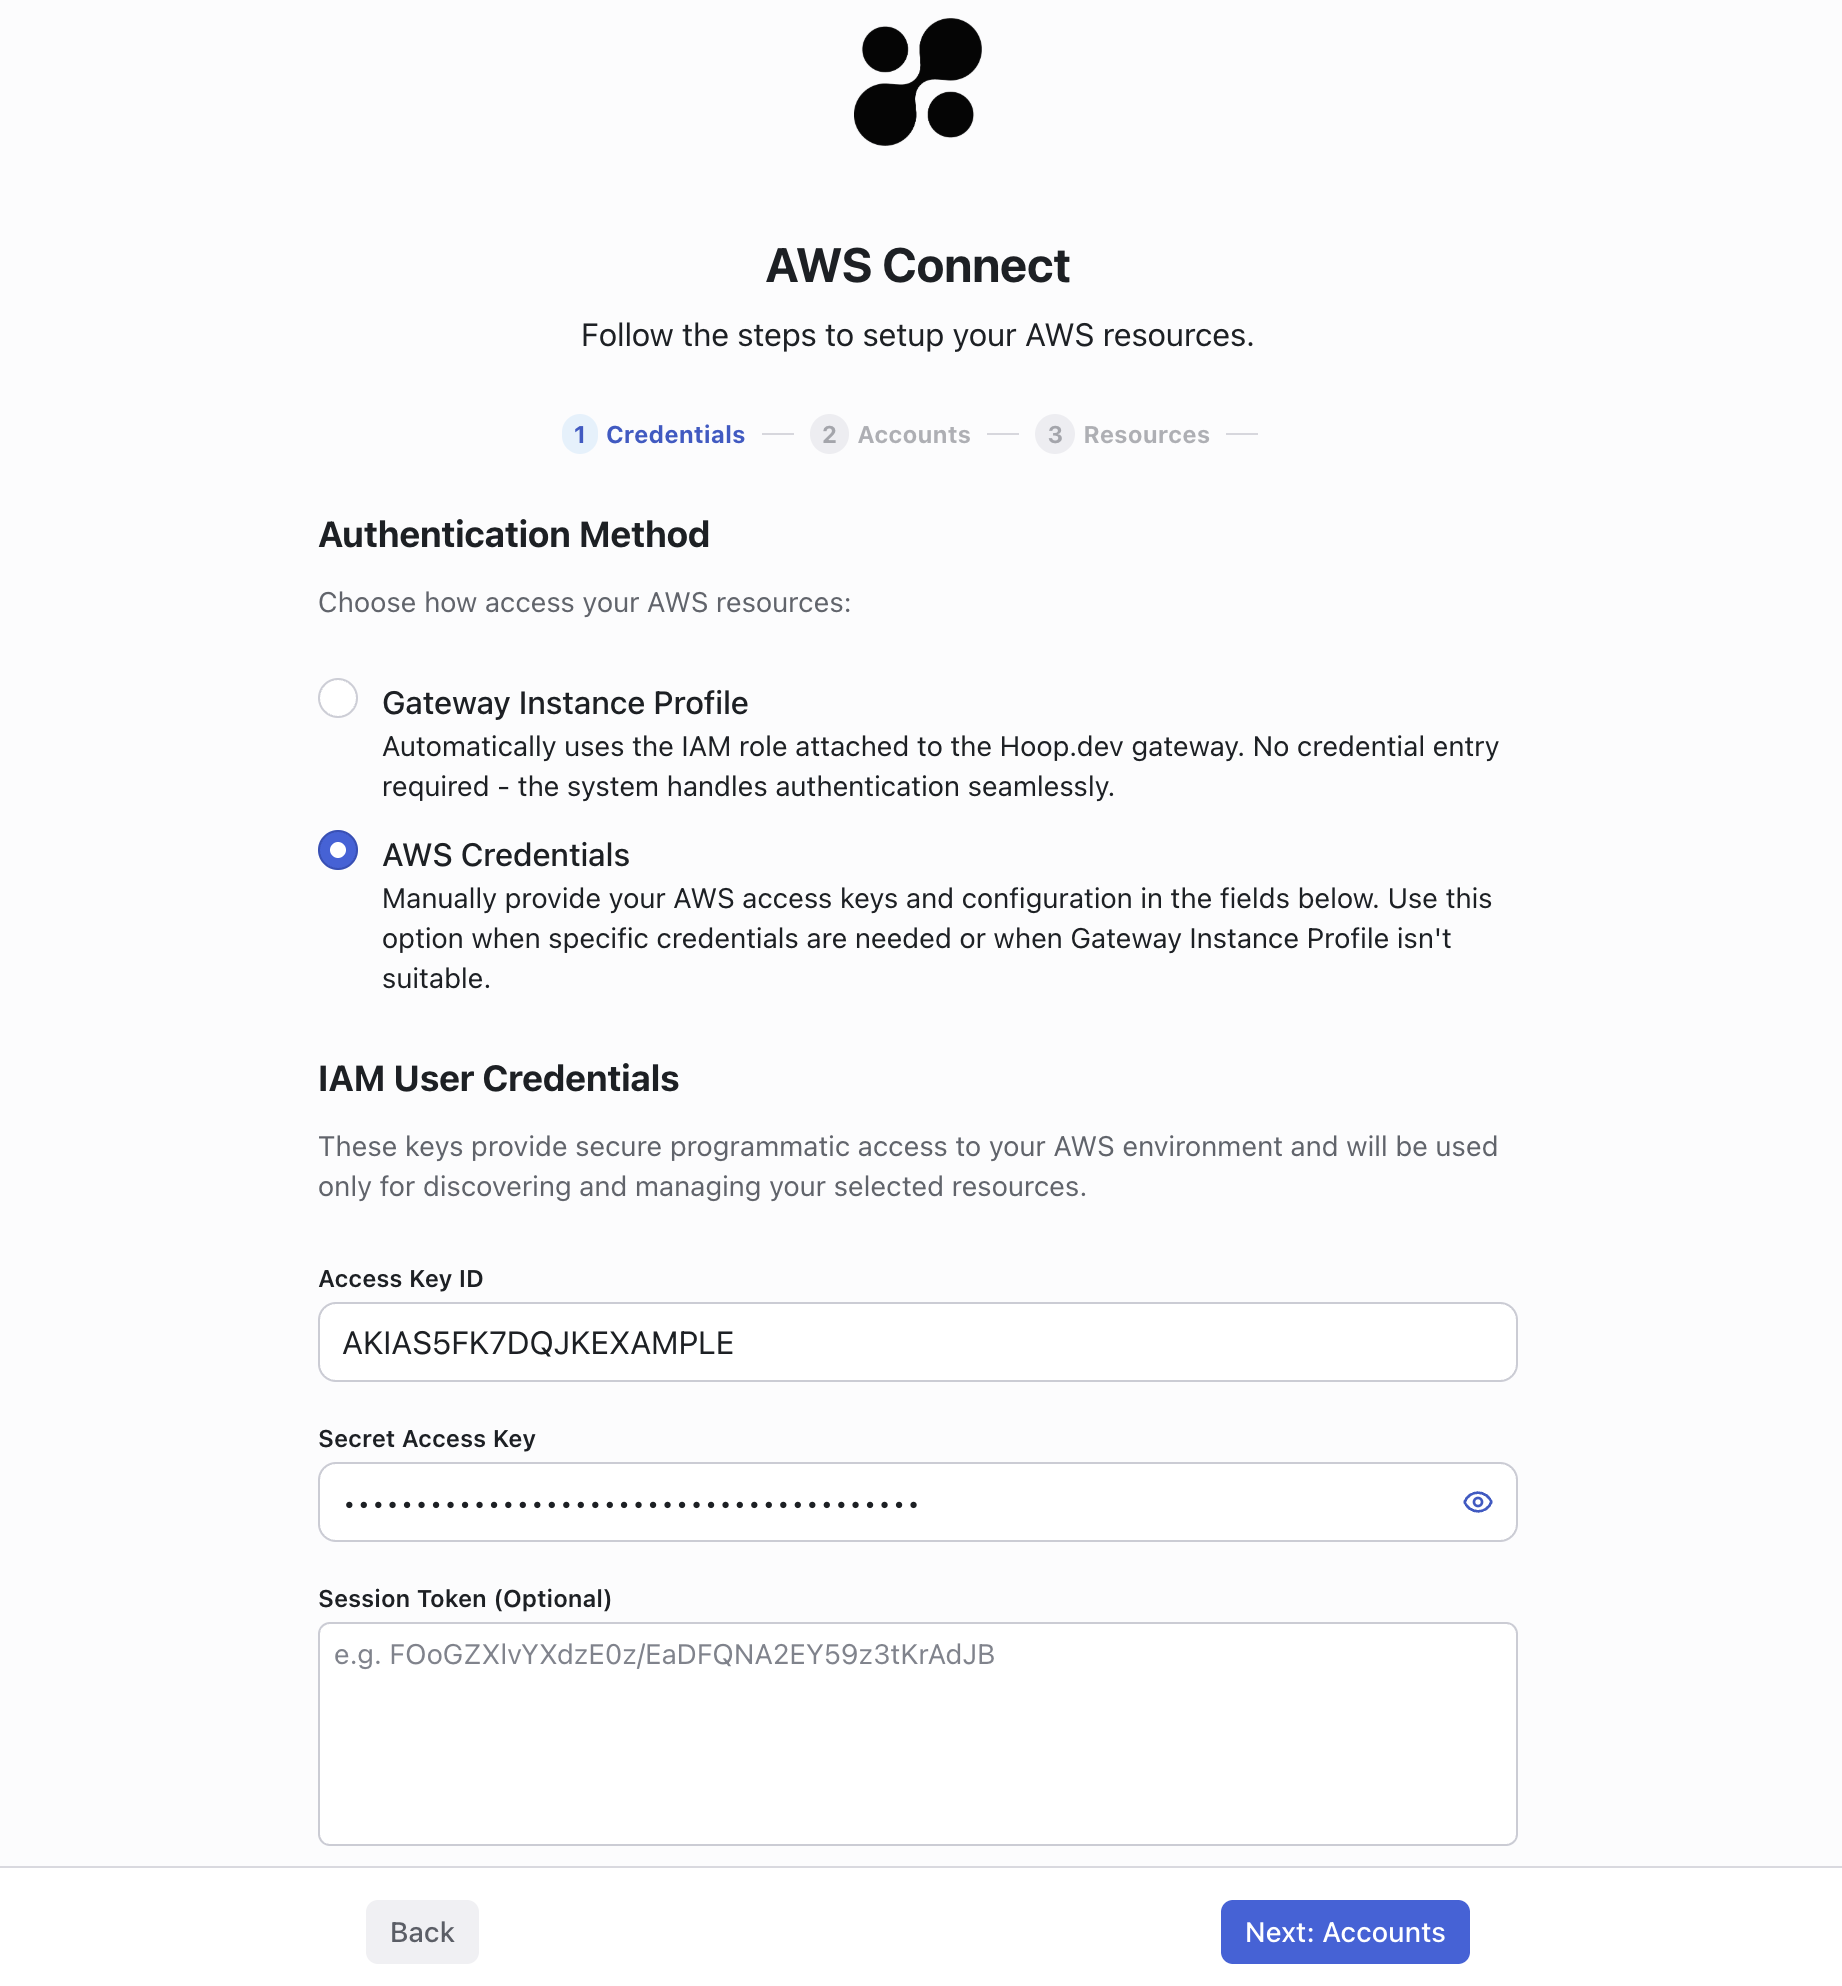 AWS Connect
Follow the steps to setup your AWS resources.
1 Credentials 2 Accounts 3 Resources
Authentication Method
Choose how access your AWS resources:
Gateway Instance Profile
Automatically uses the IAM role attached to the Hoop.dev gateway. No credential entry
required - the system handles authentication seamlessly.
AWS Credentials
Manually provide your AWS access keys and configuration in the fields below. Use this
option when specific credentials are needed or when Gateway Instance Profile isn't
suitable.
IAM User Credentials
These keys provide secure programmatic access to your AWS environment and will be used
only for discovering and managing your selected resources.
Access Key ID
AKIAS5FK7DQJKEXAMPLE
Secret Access Key
••••••••••••••••••••••••••••••••••••••••
Session Token (Optional)
e.g. FOoGZXlvYXdzE0z/EaDFQNA2EY59z3tKrAdJB
Back
Next: Accounts